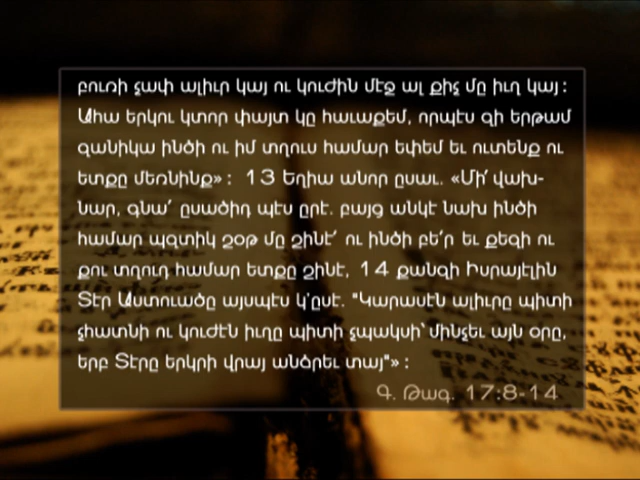 բուռի չափ ալիւր կայ ու կուժին մէջ ալ քիչ մը իւղ կայ:
Ահա երկու կտոր փայտ կը հաւաքեմ, որպէս զի երթամ
զանիկա ինծի ու իմ տղուս համար եփեմ եւ ուտենք ու
ետքը մեռնինք»: 13 Եղիա անոր ըսաւ. «Մի՛ վախ-
նար, գնա՛ ըսածիդ պէս ըրէ. բայց անկէ նախ ինծի
համար պզտիկ շօթ մը շինէ՛ ու ինծի բե՛ր եւ քեզի ու
քու տղուդ համար ետքը շինէ, 14 քանզի Իսրայէլին
Տէր Աստուածը այսպէս կ՚ըսէ. "Կարասէն ալիւրը պիտի
չհատնի ու կուժէն իւղը պիտի չպակսի՝ մինչեւ այն օրը,
երբ Տէրը երկրի վրայ անձրեւ տայ"»:
Գ. Թագ. 17:8-14